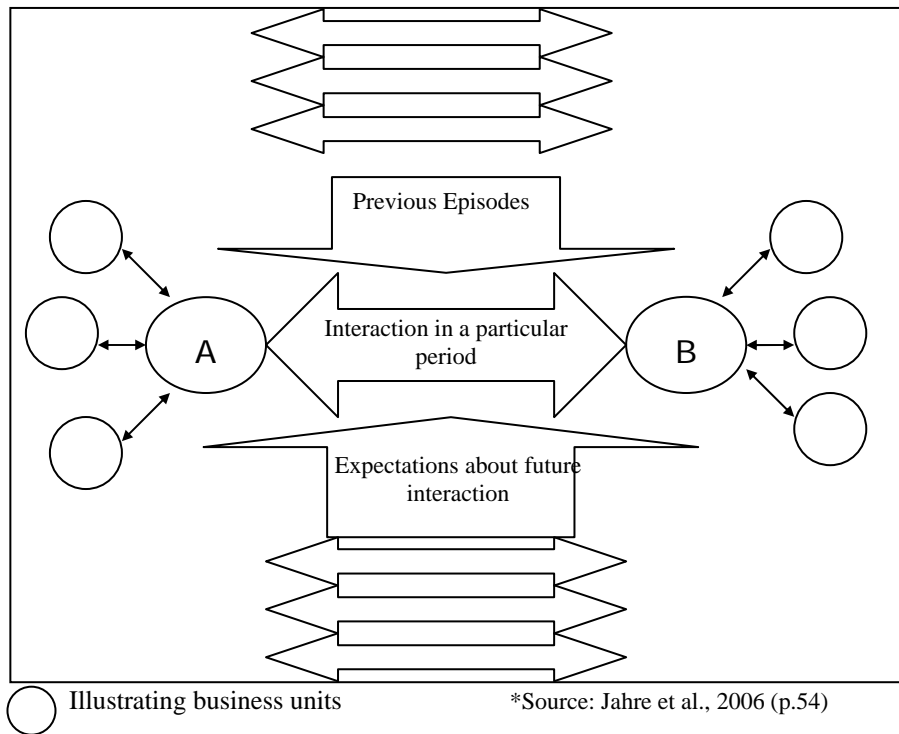 Previous Episodes
A
Interaction in a particular
period
B
Expectations about future
interaction
Illustrating business units
*Source: Jahre et al., 2006 (p.54)